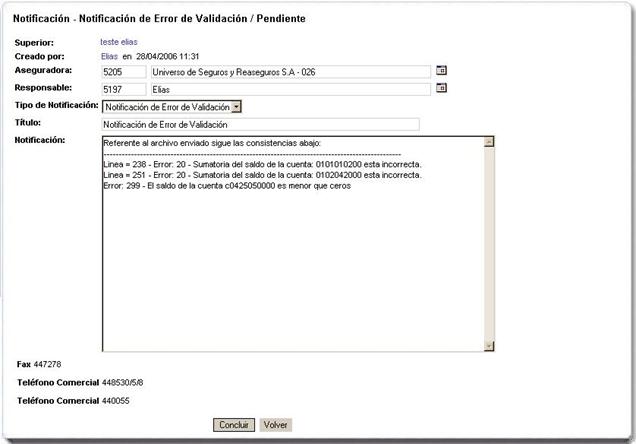 Notificación - Notificación de Error de Validación / Pendiente
Superior: teste elias
Creado por: Elias en 28/04/2006 11:31
Aseguradora: 5205 Universo de Seguros y Reaseguros S.A - 026
Responsable: 5197 Elias
Tipo de Notificación: Notificación de Error de Validación
Título: Notificación de Error de Validación
Notificación: Referente al archivo enviado sigue las consistencias abajo:
----------------------------------------------------------------------------------------------------
Linea = 238 - Error: 20 - Sumatoria del saldo de la cuenta: 0101010200 esta incorrecta.
Linea = 251 - Error: 20 - Sumatoria del saldo de la cuenta: 0102042000 esta incorrecta.
Error: 299 - El saldo de la cuenta c0425050000 es menor que ceros
Fax 447278
Teléfono Comercial 448530/5/8
Teléfono Comercial 440055
Concluir Volver